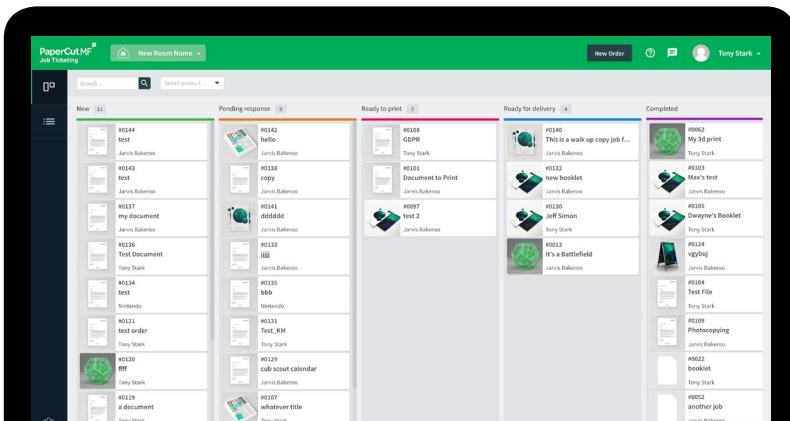 PaperCut MF
Job Ticketing
New Room Name
New Order
Tony Stark
Search ...
Select product...
New 11
#0144
test
Jarvis Bakeroo
#0143
test
Jarvis Bakeroo
#0137
my document
Jarvis Bakeroo
#0136
Test Document
Tony Stark
#0134
test
Nintendo
#0121
test order
Tony Stark
#0120
ffff
Tony Stark
#0119
a document
Tony Stark
Pending response 9
#0142
hello
Jarvis Bakeroo
#0138
copy
Jarvis Bakeroo
#0141
dddddd
Jarvis Bakeroo
#0133
jjjjj
Jarvis Bakeroo
#0135
bbb
Nintendo
#0131
Test_KM
Tony Stark
#0129
cub scout calendar
Jarvis Bakeroo
#0107
whatever title
Tony Stark
Ready to print 3
#0108
GDPR
Tony Stark
#0101
Document to Print
Jarvis Bakeroo
#0097
test 2
Jarvis Bakeroo
Ready for delivery 4
#0140
This is a walk up copy job f...
Jarvis Bakeroo
#0132
new booklet
Jarvis Bakeroo
#0130
Jeff Simon
Tony Stark
#0013
It's a Battlefield
Jarvis Bakeroo
Completed
#0062
My 3d print
Tony Stark
#0103
Max's test
Jarvis Bakeroo
#0105
Dwayne's Booklet
Tony Stark
#0124
vgybuj
Jarvis Bakeroo
#0104
Test File
Tony Stark
#0109
Photocopying
Jarvis Bakeroo
#0022
booklet
Tony Stark
#0052
another job
Jarvis Bakeroo